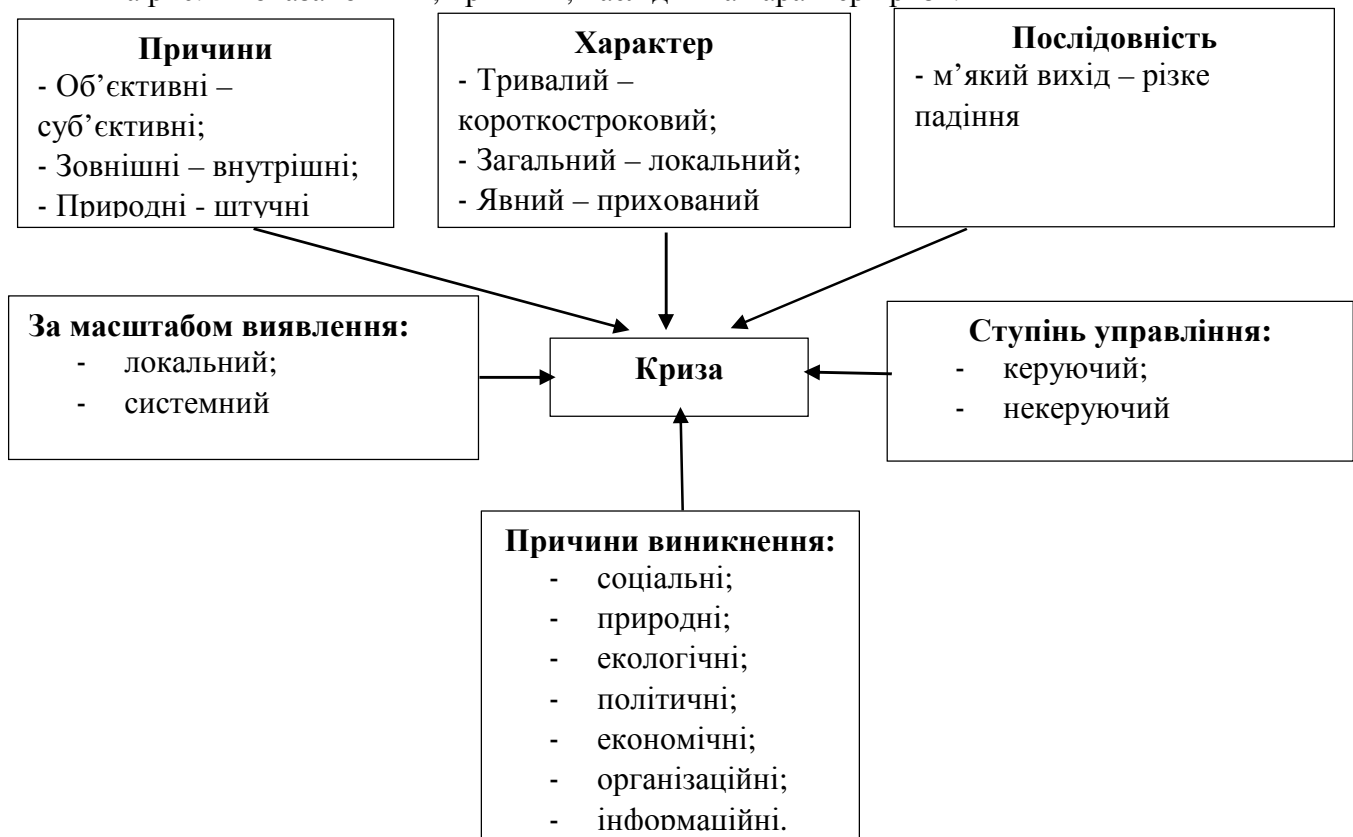 Причини
- Об’єктивні –
суб’єктивні;
- Зовнішні – внутрішні;
- Природні - штучні
Характер
- Тривалий –
короткостроковий;
- Загальний – локальний;
- Явний – прихований
Послідовність
- м’який вихід – різке
падіння
За масштабом виявлення:
- локальний;
- системний
Криза
Ступінь управління:
- керуючий;
- некеруючий
Причини виникнення:
- соціальні;
- природні;
- екологічні;
- політичні;
- економічні;
- організаційні;
- інформаційні.